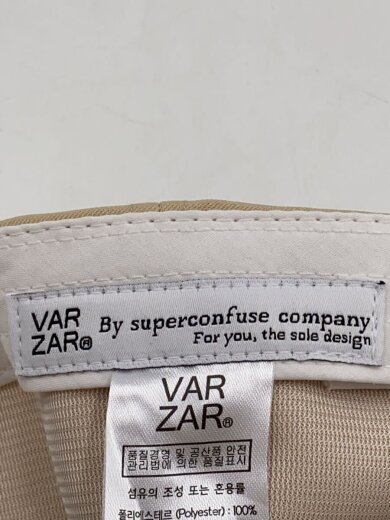 VAR
ZAR®
By superconfuse company
For you, the sole design
VAR
ZAR®
품질경영 및 공산품 안전
관리법에 의한 품질표시
섬유의 조성 또는 혼용률
폴리에스테르 (Polyester) : 100%